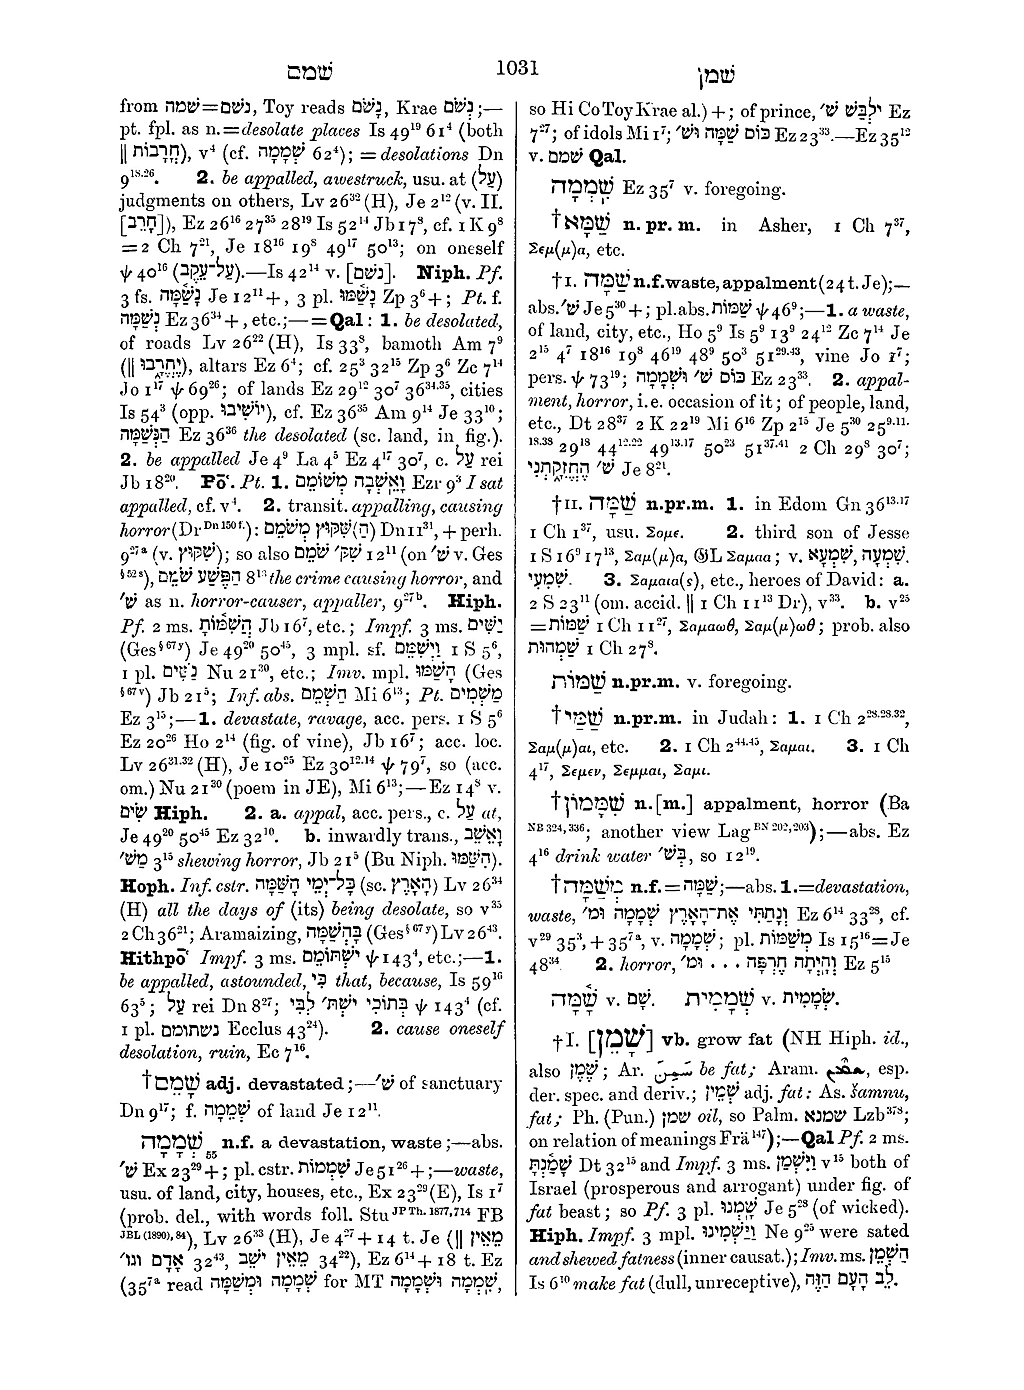 שׁמם
1031
שׁמן
from נשׁם=שׁמה, Toy reads נָשֹׁם, Krae נְשֹׁם;—
pt. fpl. as n.=desolate places Is 49¹⁹ 61⁴ (both
|| חֳרָבוֹת), v⁴ (cf. שְׁמָמָה 62⁴); = desolations Dn
9¹⁸·²⁶. 2. be appalled, awestruck, usu. at (עַל)
judgments on others, Lv 26³² (H), Je 2¹² (v. II.
[חָרֵב]), Ez 26¹⁶ 27³⁵ 28¹⁹ Is 52¹⁴ Jb 17⁸, cf. 1 K 9⁸
= 2 Ch 7²¹, Je 18¹⁶ 19⁸ 49¹⁷ 50¹³; on oneself
ψ 40¹⁶ (עַל־עֵקֶב).—Is 42¹⁴ v. [נשׁם]. Niph. Pf.
3 fs. נָשַׁ֫מָּה Je 12¹¹+, 3 pl. נָשַׁ֫מּוּ Zp 3⁶+; Pt. f.
נְשַׁמָּה Ez 36³⁴+, etc.;—=Qal: 1. be desolated,
of roads Lv 26²² (H), Is 33⁸, bamoth Am 7⁹
(|| יֶחֱרָבוּ), altars Ez 6⁴; cf. 25³ 32¹⁵ Zp 3⁶ Zc 7¹⁴
Jo 1¹⁷ ψ 69²⁶; of lands Ez 29¹² 30⁷ 36³⁴·³⁵, cities
Is 54³ (opp. יוֹשִׁיבוּ), cf. Ez 36³⁵ Am 9¹⁴ Je 33¹⁰;
הַנְּשַׁמָּה Ez 36³⁶ the desolated (sc. land, in fig.).
2. be appalled Je 4⁹ La 4⁵ Ez 4¹⁷ 30⁷, c. עַל rei
Jb 18²⁰. Pō‛. Pt. 1. וָאֵשְׁבָה מְשׁוֹמֵם Ezr 9³ I sat
appalled, cf. v⁴. 2. transit. appalling, causing
horror (Dr ᴰⁿ ¹⁵⁰ ᶠ·): הַ)שִּׁקּוּץ מְשֹׁמֵם) Dn 11³¹, + perh.
9²⁷ᵃ (v. שִׁקּוּץ); so also שִׁקּ׳ שֹׁמֵם 12¹¹ (on שׁ׳ v. Ges
§ ⁵² ˢ), הַפֶּשַׁע שֹׁמֵם 8¹³ the crime causing horror, and
שׁ׳ as n. horror-causer, appaller, 9²⁷ᵇ. Hiph.
Pf. 2 ms. הֲשִׁמּ֫וֹתָ Jb 16⁷, etc.; Impf. 3 ms. יַשִּׁים
(Ges § ⁶⁷ ʸ) Je 49²⁰ 50⁴⁵, 3 mpl. sf. וַיְשִׁמֵּם 1 S 5⁶,
1 pl. נַשִּׁים Nu 21³⁰, etc.; Imv. mpl. הָשַׁ֫מּוּ (Ges
§ ⁶⁷ ᵛ) Jb 21⁵; Inf. abs. הַשְׁמֵם Mi 6¹³; Pt. מַשְׁמִים
Ez 3¹⁵;—1. devastate, ravage, acc. pers. 1 S 5⁶
Ez 20²⁶ Ho 2¹⁴ (fig. of vine), Jb 16⁷; acc. loc.
Lv 26³¹·³² (H), Je 10²⁵ Ez 30¹²·¹⁴ ψ 79⁷, so (acc.
om.) Nu 21³⁰ (poem in JE), Mi 6¹³;—Ez 14⁸ v.
שׂים Hiph. 2. a. appal, acc. pers., c. עַל at,
Je 49²⁰ 50⁴⁵ Ez 32¹⁰. b. inwardly trans., וָאֵשֵׁב
מַשׁ׳ 3¹⁵ shewing horror, Jb 21⁵ (Bu Niph. הִשַּׁמּוּ).
Hoph. Inf. cstr. כָּל־יְמֵי הָשַּׁמָּה (sc. הָאָרֶץ) Lv 26³⁴
(H) all the days of (its) being desolate, so v³⁵
2 Ch 36²¹; Aramaizing, בָּהְשַׁמָּה (Ges § ⁶⁷ ʸ) Lv 26⁴³.
Hithpō‛ Impf. 3 ms. יִשְׁתּוֹמֵם ψ 143⁴, etc.;—1.
be appalled, astounded, כִּי that, because, Is 59¹⁶
63⁵; עַל rei Dn 8²⁷; בְּתוֹכִי יִשְׁתּ׳ לִבִּי ψ 143⁴ (cf.
1 pl. נשתומם Ecclus 43²⁴). 2. cause oneself
desolation, ruin, Ec 7¹⁶.
†שָׁמֵם adj. devastated;—שׁ׳ of sanctuary
Dn 9¹⁷; f. שְׁמָמָה of land Je 12¹¹.
שְׁמָמָה₅₅ n.f. a devastation, waste;—abs.
שׁ׳ Ex 23²⁹+; pl. cstr. שִׁמֲמוֹת Je 51²⁶+;—waste,
usu. of land, city, houses, etc., Ex 23²⁹ (E), Is 1⁷
(prob. del., with words foll. Stu ᴶᴾ ᵀʰ· ¹⁸⁷⁷, ⁷¹⁴ FB
ᴶᴮᴸ ⁽¹⁸⁹⁰⁾, ⁸⁴), Lv 26³³ (H), Je 4²⁷ + 14 t. Je (|| מֵאֵין
אָדָם וגו׳ 32⁴³, מֵאֵין ישֵׁב 34²²), Ez 6¹⁴ + 18 t. Ez
(35⁷ᵃ read שְׁמָמָה וּמְשַׁמָּה for MT שִׁמְמָה וּשְׁמָמָה,
so Hi Co Toy Krae al.) +; of prince, יִלְבַּשׁ שׁ׳ Ez
7²⁷; of idols Mi 1⁷; כּוֹס שַׁמָּה וּשׁ׳ Ez 23³³.—Ez 35¹²
v. שׁמם Qal.
שִׁמְמָה Ez 35⁷ v. foregoing.
†שַׁמָּא n. pr. m. in Asher, 1 Ch 7³⁷,
Σεμ(μ)α, etc.
†I. שַׁמָּה n.f. waste, appalment (24 t. Je);—
abs. שׁ׳ Je 5³⁰+; pl. abs. שַׁמּוֹת ψ 46⁹;—1. a waste,
of land, city, etc., Ho 5⁹ Is 5⁹ 13⁹ 24¹² Zc 7¹⁴ Je
2¹⁵ 4⁷ 18¹⁶ 19⁸ 46¹⁹ 48⁹ 50³ 51²⁹·⁴³, vine Jo 1⁷;
pers. ψ 73¹⁹; כּוֹס שׁ׳ וּשְׁמָמָה Ez 23³³. 2. appal-
ment, horror, i.e. occasion of it; of people, land,
etc., Dt 28³⁷ 2 K 22¹⁹ Mi 6¹⁶ Zp 2¹⁵ Je 5³⁰ 25⁹·¹¹·
¹⁸·³⁸ 29¹⁸ 44¹²·²² 49¹³·¹⁷ 50²³ 51³⁷·⁴¹ 2 Ch 29⁸ 30⁷;
שׁ׳ הֶחֱזִקָתְנִי Je 8²¹.
†II. שַׁמָּה n.pr.m. 1. in Edom Gn 36¹³·¹⁷
1 Ch 1³⁷, usu. Σομε. 2. third son of Jesse
1 S 16⁹ 17¹³, Σαμ(μ)α, 𝔊L Σαμαα; v. שִׁמְעָה, שִׁמְעָא.
שִׁמְעִי. 3. Σαμαια(ς), etc., heroes of David: a.
2 S 23¹¹ (om. accid. || 1 Ch 11¹³ Dr), v³³. b. v²⁵
=שַׁמּוֹת 1 Ch 11²⁷, Σαμαωθ, Σαμ(μ)ωθ; prob. also
שַׁמְהוּת 1 Ch 27⁸.
שַׁמּוֹת n.pr.m. v. foregoing.
†שַׁמַּי n.pr.m. in Judah: 1. 1 Ch 2²⁸·²⁸·³²,
Σαμ(μ)αι, etc. 2. 1 Ch 2⁴⁴·⁴⁵, Σαμαι. 3. 1 Ch
4¹⁷, Σεμεν, Σεμμαι, Σαμι.
†שִׁמָּמוֹן n.[m.] appalment, horror (Ba
ᴺᴮ ³²⁴, ³³⁶; another view Lag ᴮᴺ ²⁰², ²⁰³);—abs. Ez
4¹⁶ drink water בְּשׁ׳, so 12¹⁹.
†מְשַׁמָּה n.f.=שַׁמָּה;—abs. 1.=devastation,
waste, וְנָתַתִּי אֶת־הָאָרֶץ שְׁמָמָה וּמ׳ Ez 6¹⁴ 33²⁸, cf.
v²⁹ 35³, + 35⁷ᵃ, v. שְׁמָמָה; pl. מְשַׁמּוֹת Is 15¹⁶=Je
48³⁴. 2. horror, וְהָיְתָה חֶרְפָּה . . . וּמ׳ Ez 5¹⁵
שָׁ֫מָּה v. שָׁם. שְׁמָמִית v. שְׂמָמִית.
†I. [שָׁמֵן] vb. grow fat (NH Hiph. id.,
also שֶׁמֶן; Ar. سَمِنَ be fat; Aram. ܫܡܢ, esp.
der. spec. and deriv.; שָׁמִין adj. fat: As. šamnu,
fat; Ph. (Pun.) שמן oil, so Palm. שמנא Lzb³⁷⁸;
on relation of meanings Frä ¹⁴⁷);—Qal Pf. 2 ms.
שָׁמַ֫נְתָּ Dt 32¹⁵ and Impf. 3 ms. וַיִּשְׁמַן v¹⁵ both of
Israel (prosperous and arrogant) under fig. of
fat beast; so Pf. 3 pl. שָׁמְנוּ Je 5²⁸ (of wicked).
Hiph. Impf. 3 mpl. וַיַּשְׁמִינוּ Ne 9²⁵ were sated
and shewed fatness (inner causat.); Imv. ms. הַשְׁמֵן
Is 6¹⁰ make fat (dull, unreceptive), לֵב הָעָם הַזֶּה.